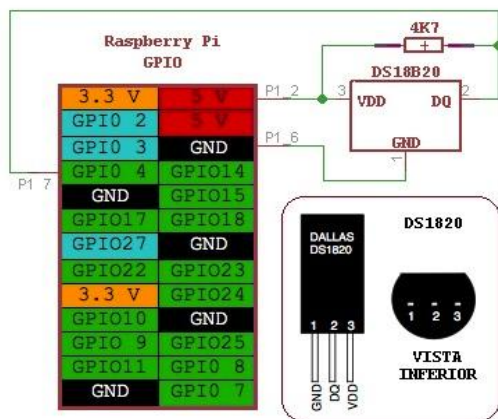 4K7
Raspberry Pi
GPIO
DS18B20
P1_2
3 VDD DQ 2
GND
1
P1_6
P1_7
3.3 V 5 V
GPIO 2 5 V
GPIO 3 GND
GPIO 4 GPIO14
GND GPIO15
GPIO17 GPIO18
GPIO27 GND
GPIO22 GPIO23
3.3 V GPIO24
GPIO10 GND
GPIO 9 GPIO25
GPIO11 GPIO 8
GND GPIO 7
DS1820
DALLAS
DS1820
1 2 3
GND DQ VDD
1 2 3
VISTA
INFERIOR